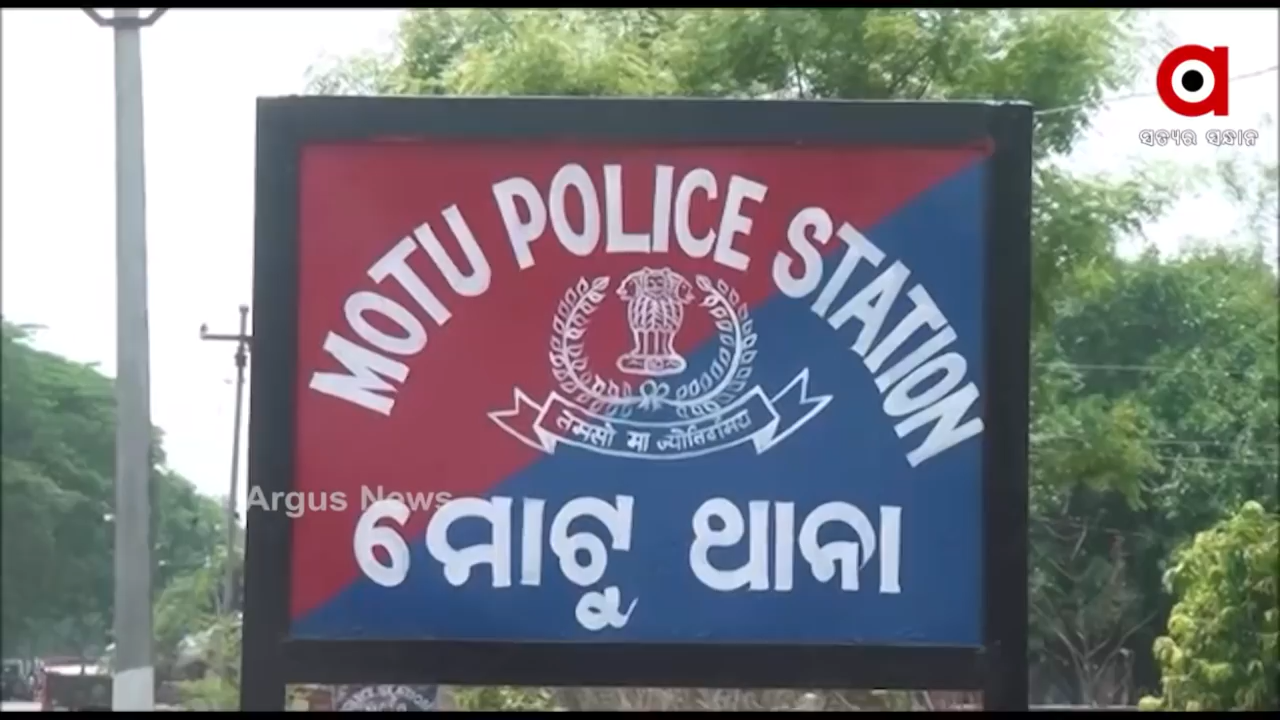 ସତ୍ୟର ସନ୍ଧାନ
MOTU POLICE STATION
तमसो मा ज्योतिर्गमय
Argus News
ମୋଟୁ ଥାନା